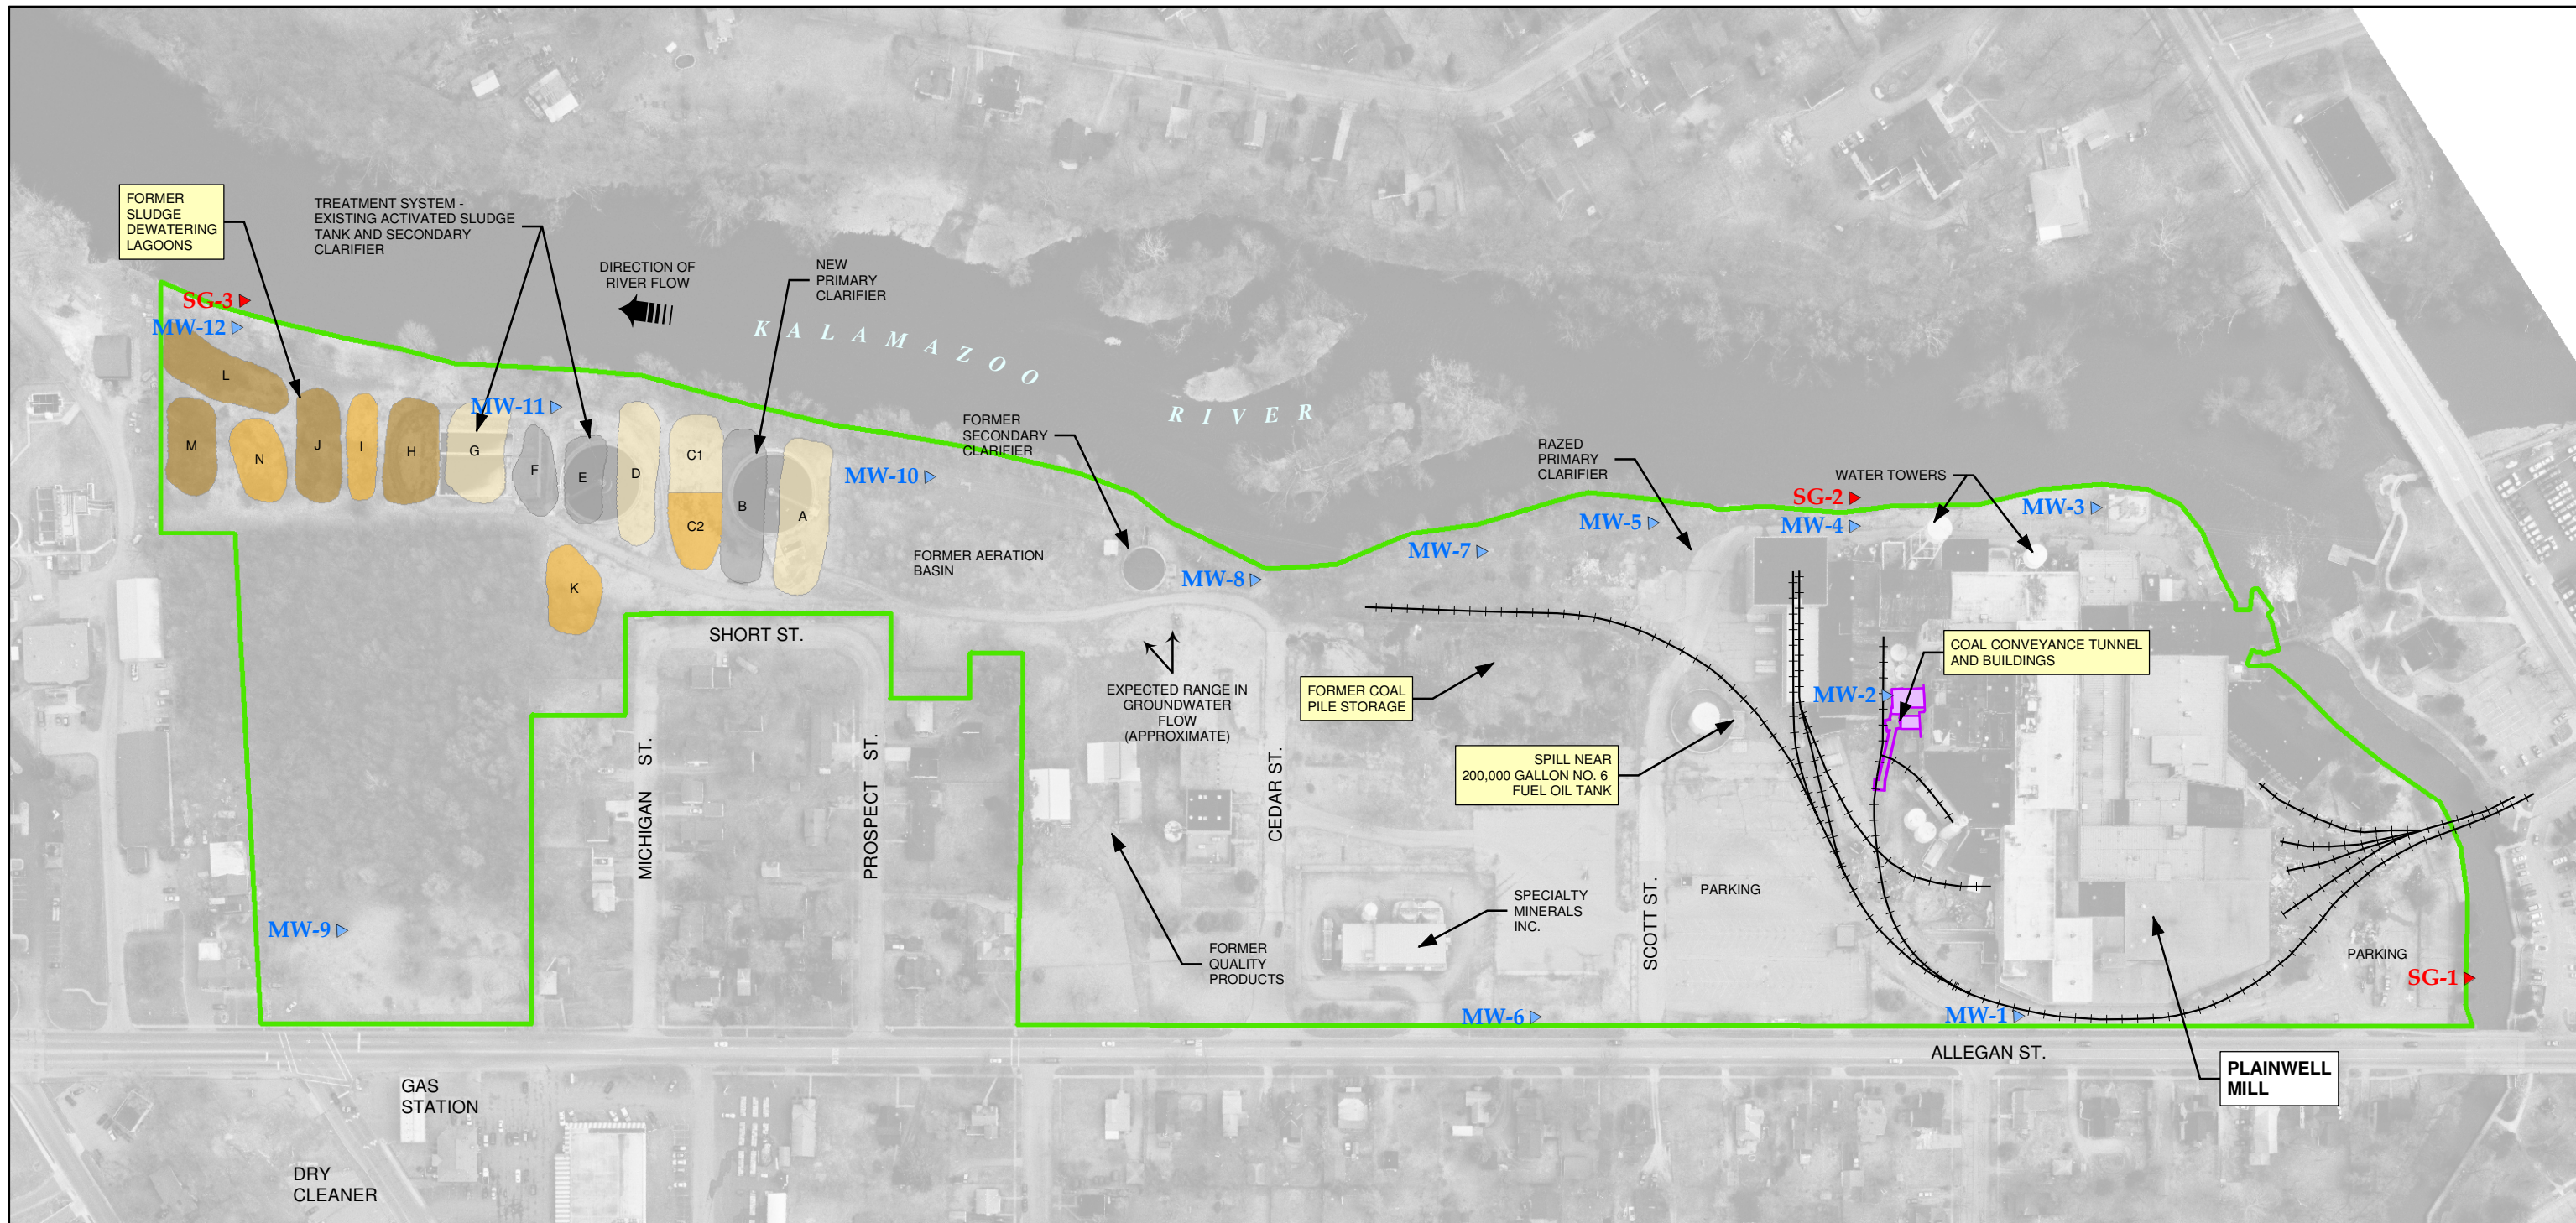 FORMER
SLUDGE
DEWATERING
LAGOONS
TREATMENT SYSTEM -
EXISTING ACTIVATED SLUDGE
TANK AND SECONDARY
CLARIFIER
DIRECTION OF
RIVER FLOW
NEW
PRIMARY
CLARIFIER
KALAMAZOO
RIVER
SG-3
MW-12
L
M
N
J
I
H
G
MW-11
F
E
D
C1
C2
B
A
K
MW-10
FORMER
SECONDARY
CLARIFIER
FORMER AERATION
BASIN
MW-8
MW-7
RAZED
PRIMARY
CLARIFIER
MW-5
SG-2
MW-4
WATER TOWERS
MW-3
SHORT ST.
EXPECTED RANGE IN
GROUNDWATER
FLOW
(APPROXIMATE)
FORMER COAL
PILE STORAGE
COAL CONVEYANCE TUNNEL
AND BUILDINGS
MW-2
SPILL NEAR
200,000 GALLON NO. 6
FUEL OIL TANK
MICHIGAN ST.
PROSPECT ST.
CEDAR ST.
SCOTT ST.
PARKING
SPECIALTY
MINERALS
INC.
FORMER
QUALITY
PRODUCTS
MW-9
MW-6
MW-1
PARKING
SG-1
ALLEGAN ST.
PLAINWELL
MILL
GAS
STATION
DRY
CLEANER